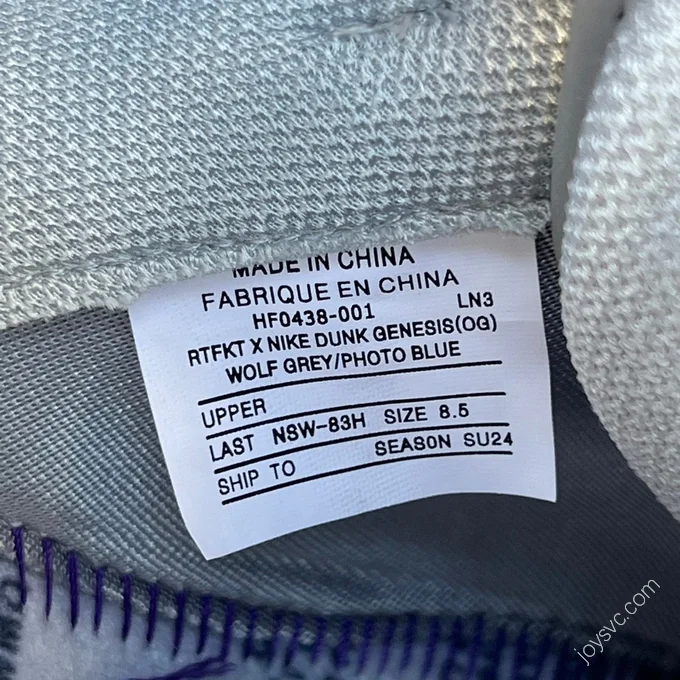 MADE IN CHINA
FABRIQUE EN CHINA
HF0438-001 LN3
RTFKT X NIKE DUNK GENESIS(OG)
WOLF GREY/PHOTO BLUE
UPPER
LAST NSW-83H SIZE 8.5
SHIP TO SEASON SU24
joysvc.com